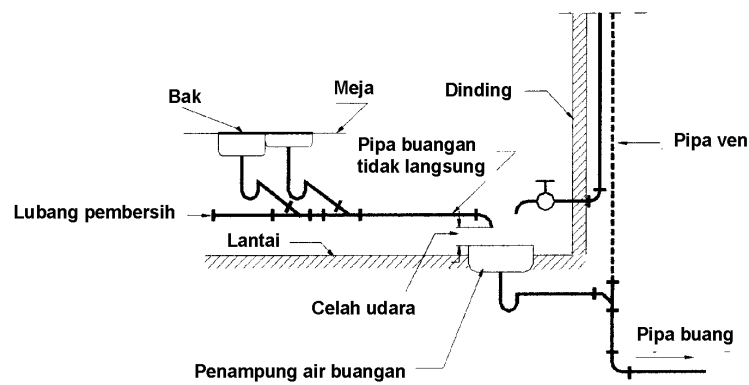 Meja
Bak
Dinding
Pipa ven
Pipa buangan
tidak langsung
Lubang pembersih
Lantai
Celah udara
Pipa buang
Penampung air buangan